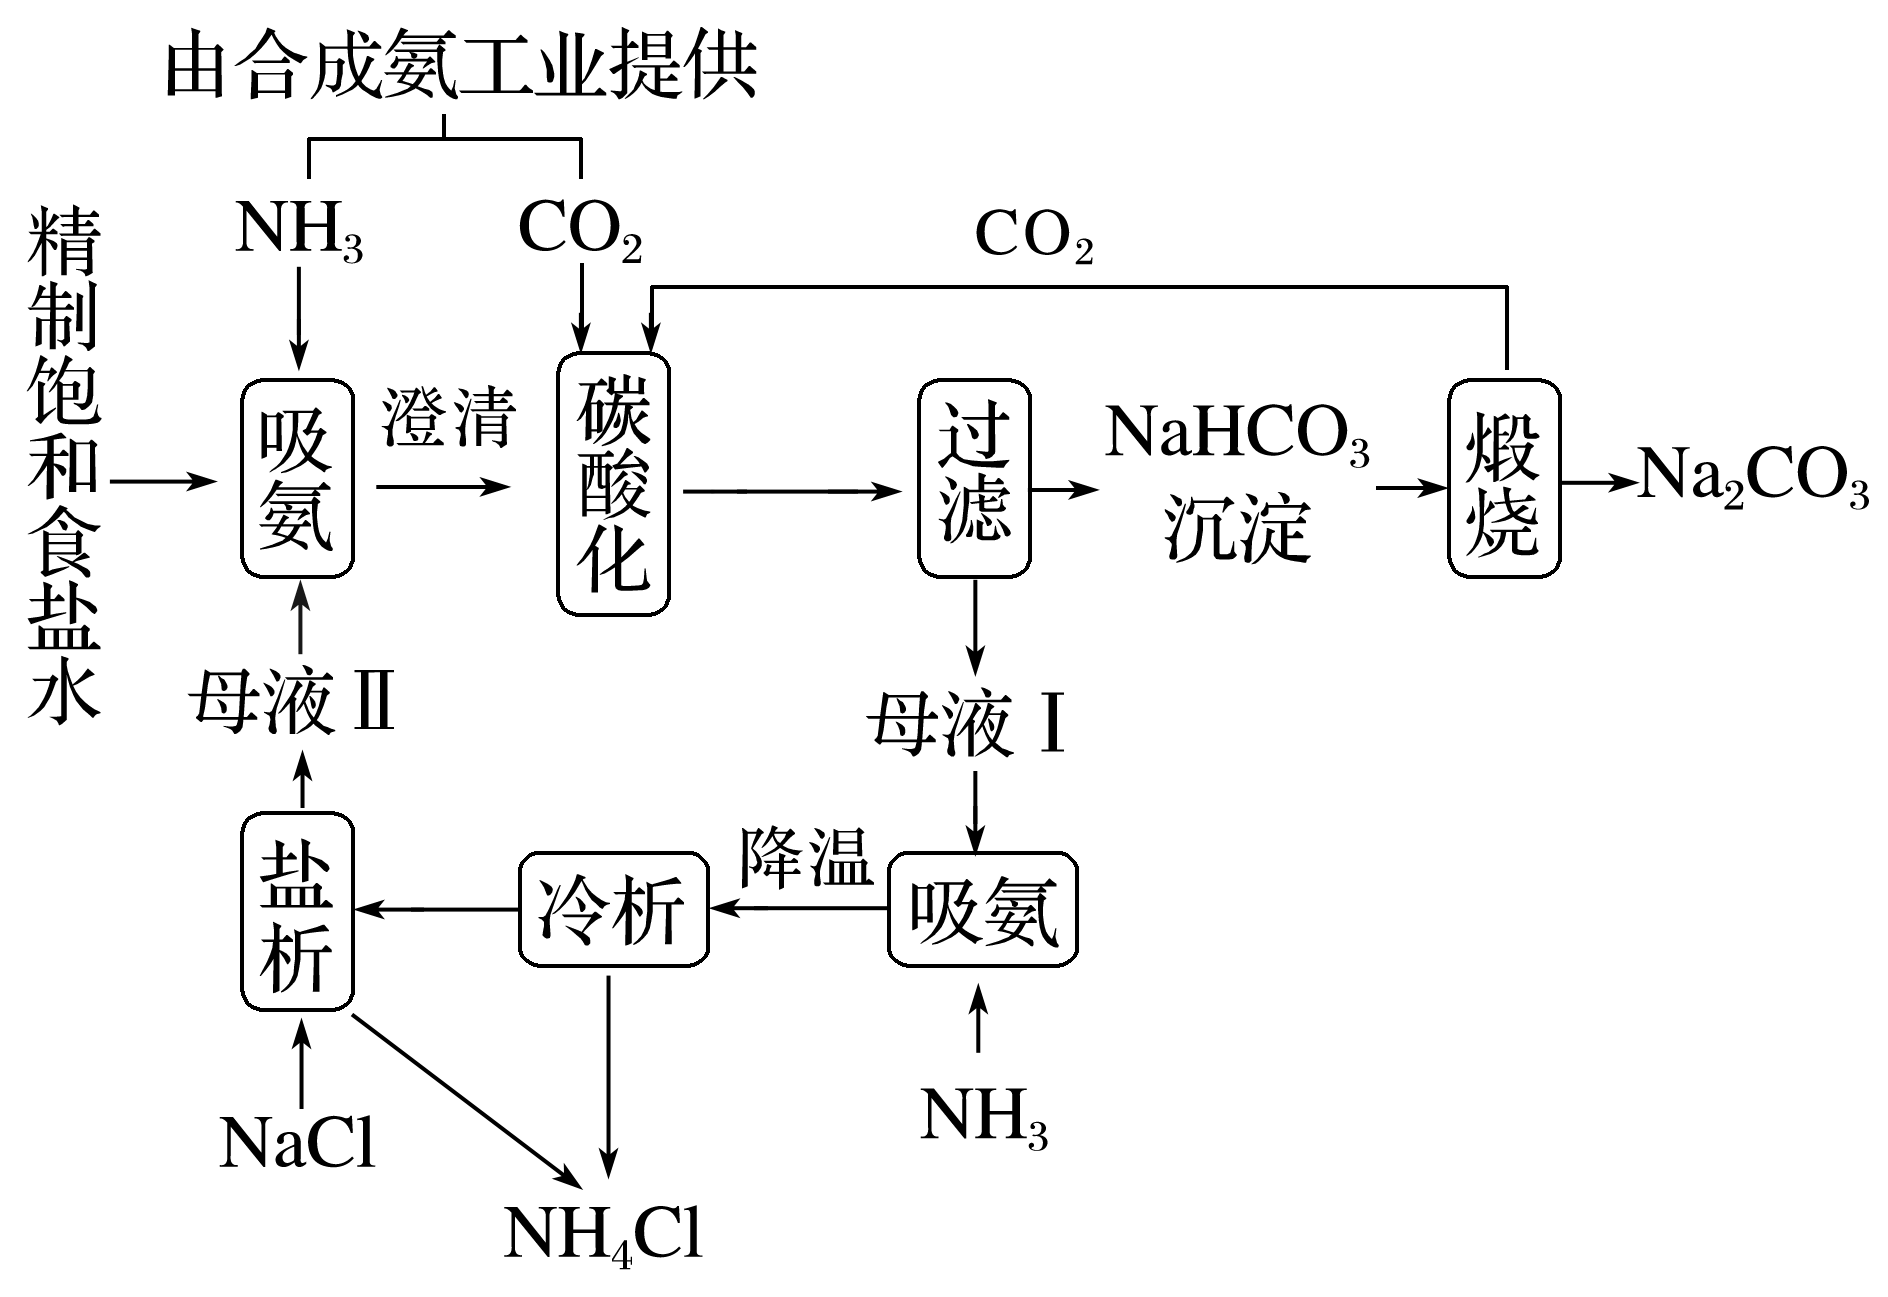 由合成氨工业提供
NH₃
CO₂
CO₂
精制饱和食盐水
吸氨
澄清
碳酸化
过滤
NaHCO₃
沉淀
煅烧
Na₂CO₃
母液Ⅱ
母液Ⅰ
盐析
冷析
降温
吸氨
NaCl
NH₃
NH₄Cl